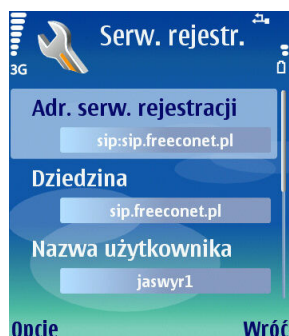 Serw. rejestr.
3G
Adr. serw. rejestracji
sip:sip.freeconet.pl
Dziedzina
sip.freeconet.pl
Nazwa użytkownika
jaswyr1
Opcje
Wróć